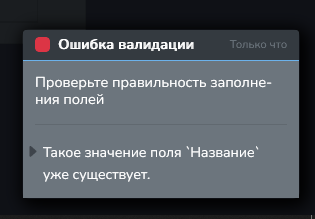 Ошибка валидации Только что
Проверьте правильность заполне-
ния полей
Такое значение поля `Название`
уже существует.